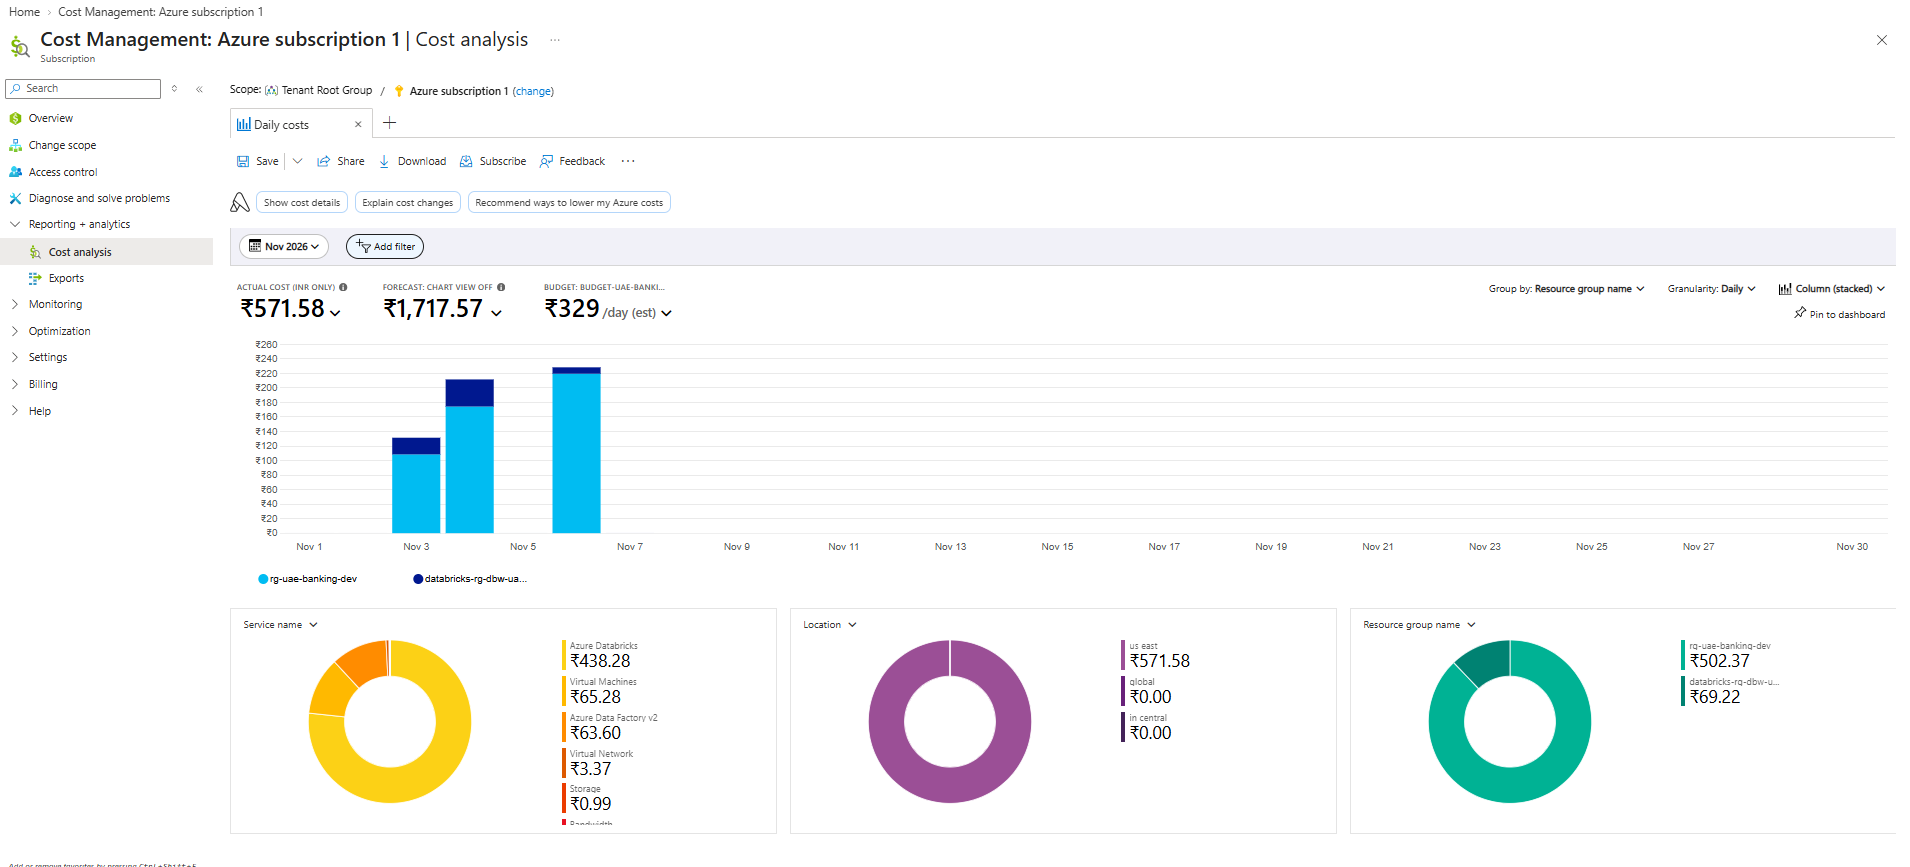 Home › Cost Management: Azure subscription 1
Cost Management: Azure subscription 1 | Cost analysis ...
Subscription
Search
Overview
Change scope
Access control
Diagnose and solve problems
Reporting + analytics
Cost analysis
Exports
Monitoring
Optimization
Settings
Billing
Help
Scope: Tenant Root Group / Azure subscription 1 (change)
Daily costs
Save Share Download Subscribe Feedback ...
Show cost details Explain cost changes Recommend ways to lower my Azure costs
Nov 2026 Add filter
ACTUAL COST (INR ONLY) FORECAST: CHART VIEW OFF BUDGET: BUDGET-UAE-BANKI...
₹571.58 ₹1,717.57 ₹329 /day (est)
Group by: Resource group name Granularity: Daily Column (stacked)
Pin to dashboard
₹260
₹240
₹220
₹200
₹180
₹160
₹140
₹120
₹100
₹80
₹60
₹40
₹20
₹0
Nov 1 Nov 3 Nov 5 Nov 7 Nov 9 Nov 11 Nov 13 Nov 15 Nov 17 Nov 19 Nov 21 Nov 23 Nov 25 Nov 27 Nov 30
rg-uae-banking-dev databricks-rg-dbw-ua...
Service name
Azure Databricks
₹438.28
Virtual Machines
₹65.28
Azure Data Factory v2
₹63.60
Virtual Network
₹3.37
Storage
₹0.99
Bandwidth
Location
us east
₹571.58
global
₹0.00
in central
₹0.00
Resource group name
rg-uae-banking-dev
₹502.37
databricks-rg-dbw-u...
₹69.22
Add or remove favorites by pressing Ctrl+Shift+F